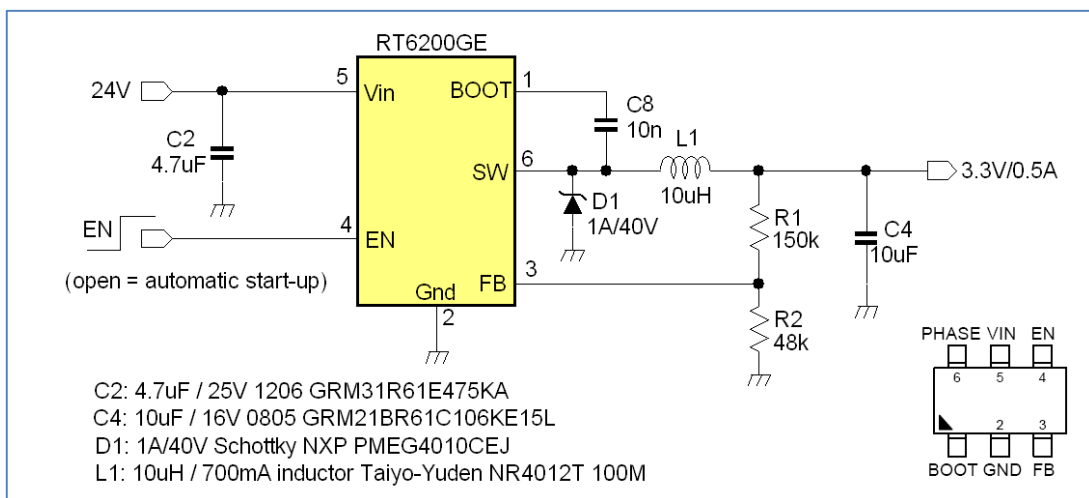 RT6200GE
24V
5
Vin
BOOT
1
C8
10n
C2
4.7uF
SW
6
L1
10uH
3.3V/0.5A
D1
1A/40V
R1
150k
C4
10uF
EN
4
EN
(open = automatic start-up)
FB
3
Gnd
2
R2
48k
C2: 4.7uF / 25V 1206 GRM31R61E475KA
C4: 10uF / 16V 0805 GRM21BR61C106KE15L
D1: 1A/40V Schottky NXP PMEG4010CEJ
L1: 10uH / 700mA inductor Taiyo-Yuden NR4012T 100M
PHASE VIN EN
6 5 4
2 3
BOOT GND FB